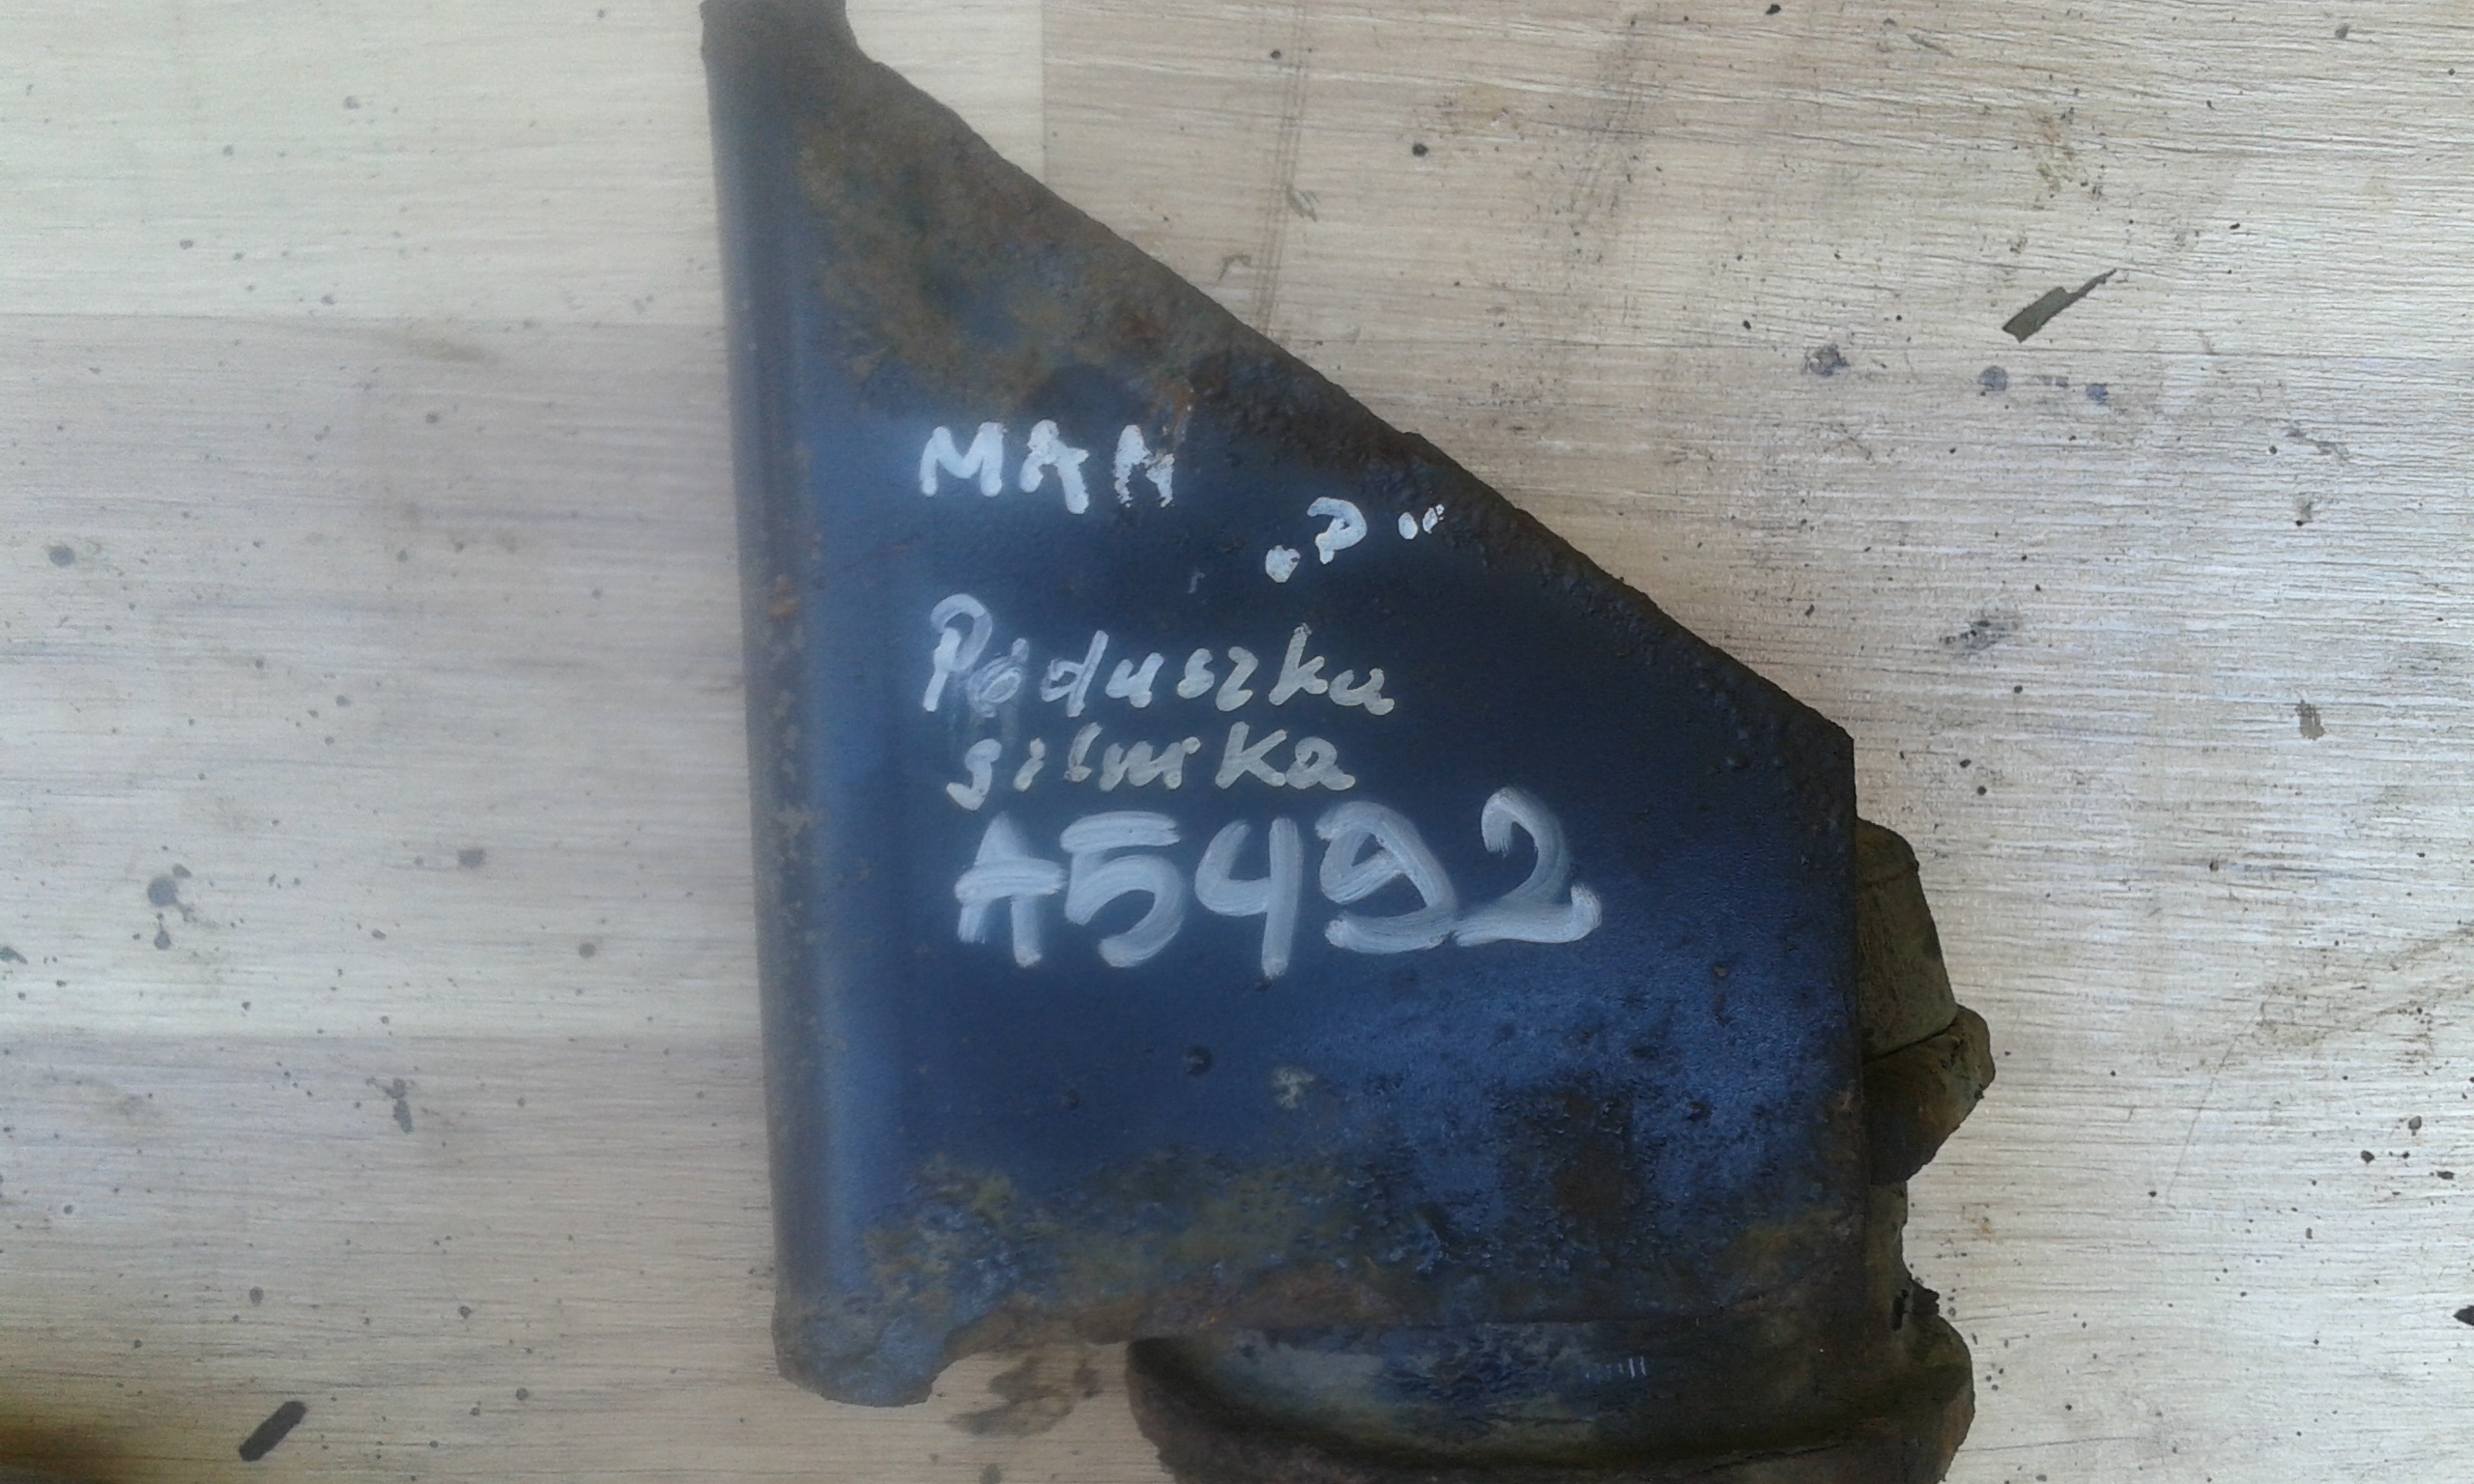 MAN
„P"
Poduszka
silnika
A5492